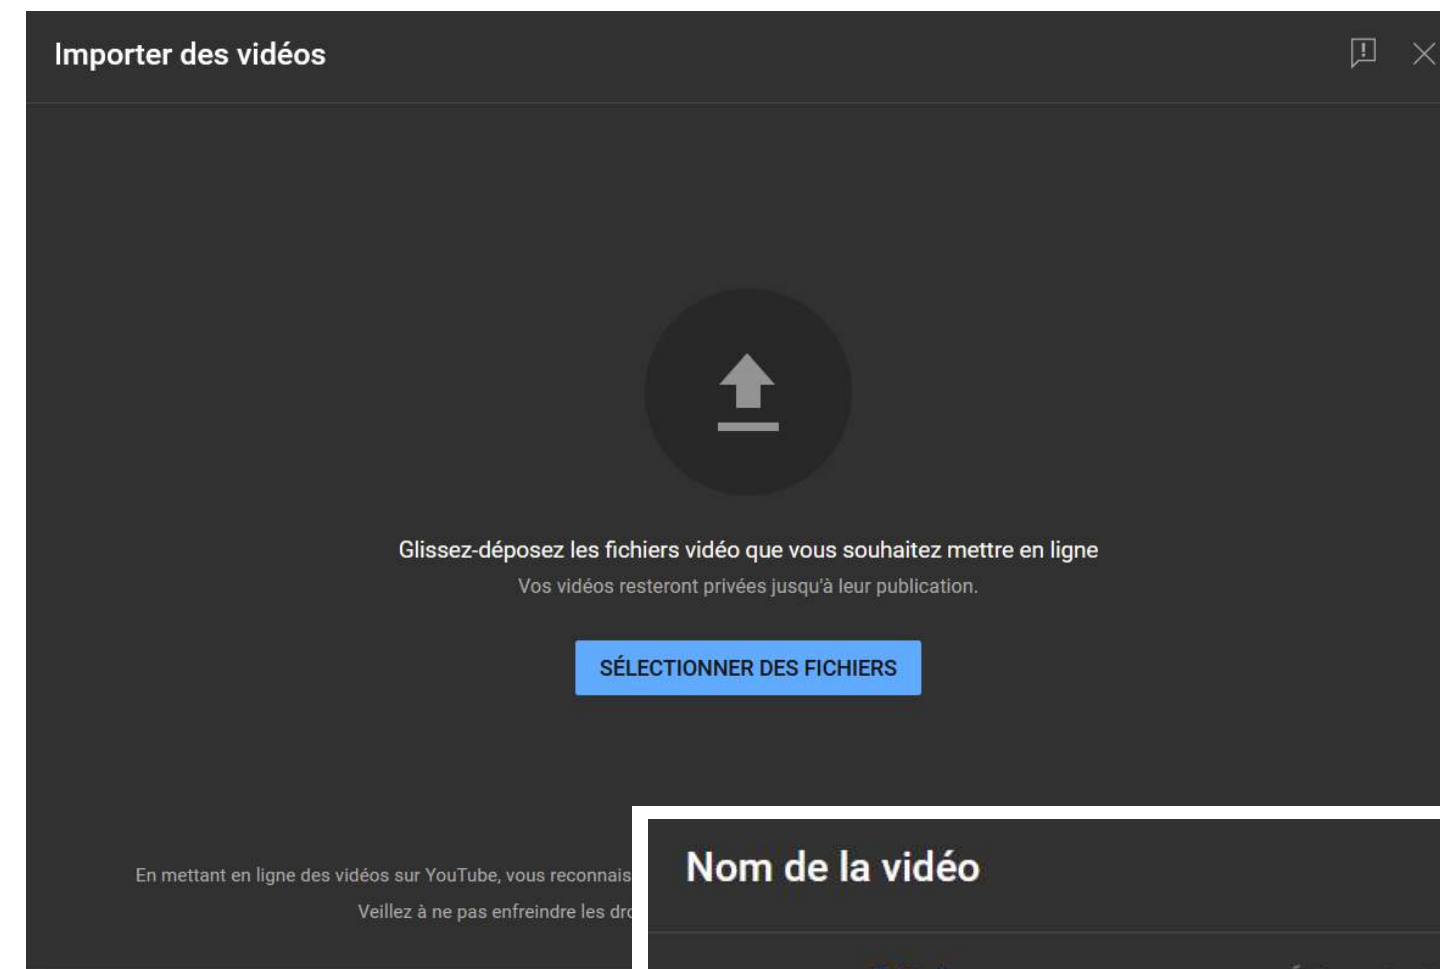 Importer des vidéos
Glissez-déposez les fichiers vidéo que vous souhaitez mettre en ligne
Vos vidéos resteront privées jusqu'à leur publication.
SÉLECTIONNER DES FICHIERS
En mettant en ligne des vidéos sur YouTube, vous reconnais
Veillez à ne pas enfreindre les dro
Nom de la vidéo